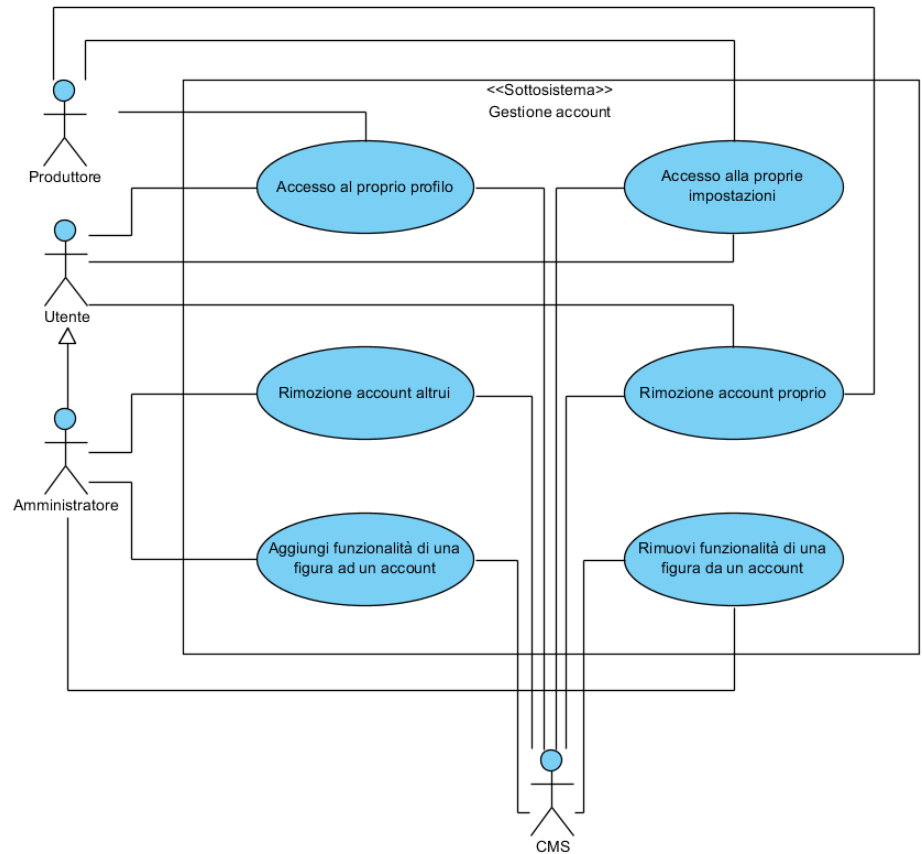 <<Sottosistema>>
Gestione account
Produttore
Accesso al proprio profilo
Accesso alla proprie
impostazioni
Utente
Rimozione account altrui
Rimozione account proprio
Amministratore
Aggiungi funzionalità di una
figura ad un account
Rimuovi funzionalità di una
figura da un account
CMS